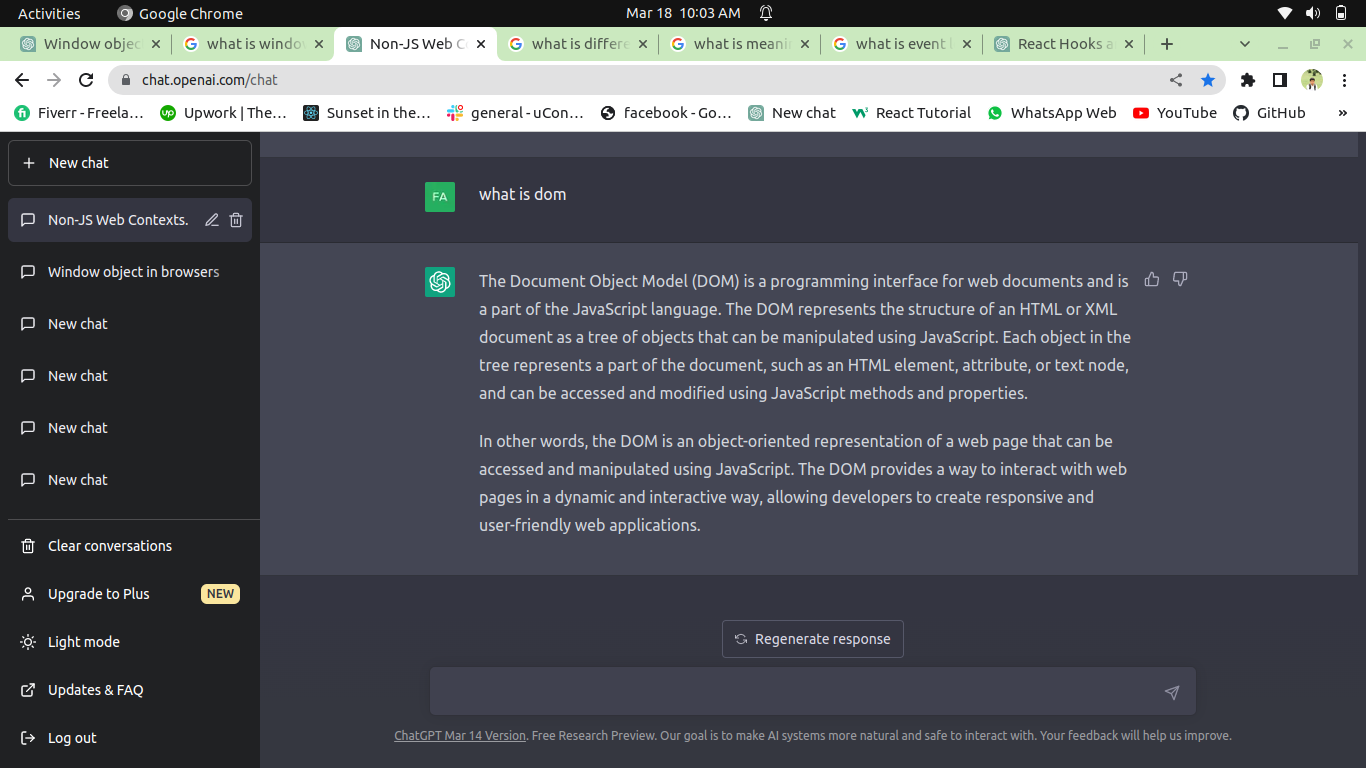 Activities
Google Chrome
Mar 18 10:03 AM
Window objec
what is windo
Non-JS Web C
what is differe
what is meani
what is event l
React Hooks a
chat.openai.com/chat
Fiverr - Freela...
Upwork | The...
Sunset in the...
general - uCon...
facebook - Go...
New chat
React Tutorial
WhatsApp Web
YouTube
GitHub
»
New chat
Non-JS Web Contexts.
Window object in browsers
New chat
New chat
New chat
New chat
Clear conversations
Upgrade to Plus
NEW
Light mode
Updates & FAQ
Log out
FA
what is dom
The Document Object Model (DOM) is a programming interface for web documents and is
a part of the JavaScript language. The DOM represents the structure of an HTML or XML
document as a tree of objects that can be manipulated using JavaScript. Each object in the
tree represents a part of the document, such as an HTML element, attribute, or text node,
and can be accessed and modified using JavaScript methods and properties.
In other words, the DOM is an object-oriented representation of a web page that can be
accessed and manipulated using JavaScript. The DOM provides a way to interact with web
pages in a dynamic and interactive way, allowing developers to create responsive and
user-friendly web applications.
Regenerate response
ChatGPT Mar 14 Version. Free Research Preview. Our goal is to make AI systems more natural and safe to interact with. Your feedback will help us improve.